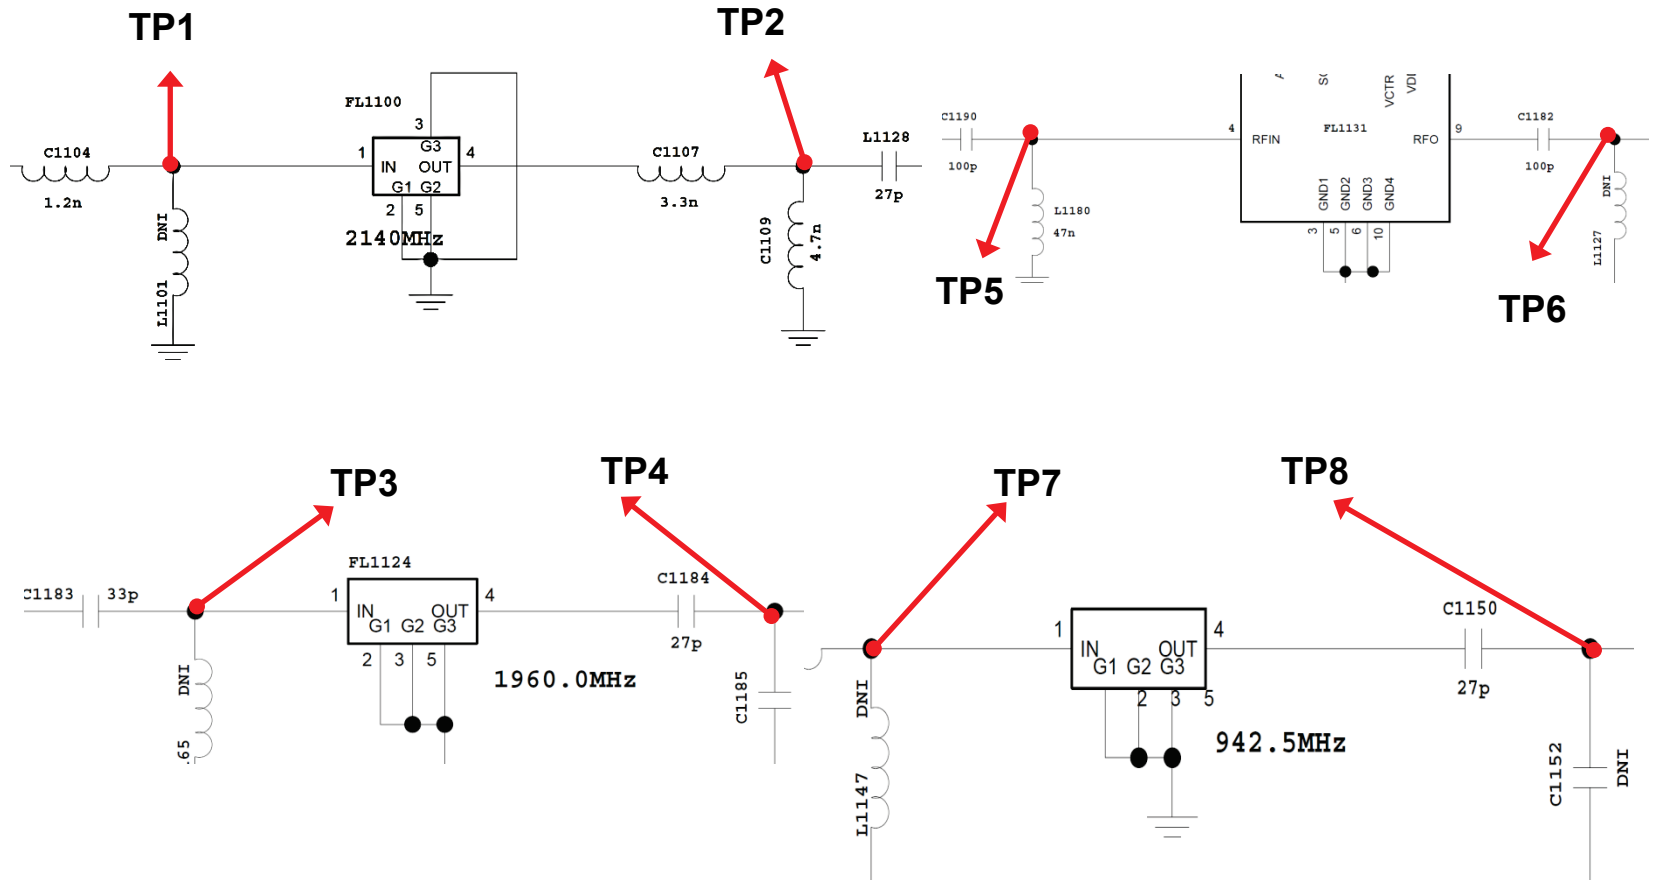 TP1
TP2
FL1100
3
G3
C1104
1
IN
OUT
4
C1107
L1128
1.2n
G1
G2
3.3n
27p
2
5
DNI
2140MHz
C1109
4.7n
L1101
C1190
100p
L1180
47n
TP5
4
RFIN
FL1131
VCTR
VDI
RFO
9
GND1
GND2
GND3
GND4
3
5
6
10
C1182
100p
DNI
L1127
TP6
TP3
TP4
C1183
33p
FL1124
1
IN
OUT
4
G1
G2
G3
2
3
5
C1184
27p
1960.0MHz
DNI
.65
C1185
TP7
TP8
1
IN
OUT
4
G1
G2
G3
2
3
5
942.5MHz
DNI
L1147
C1150
27p
C1152
DNI